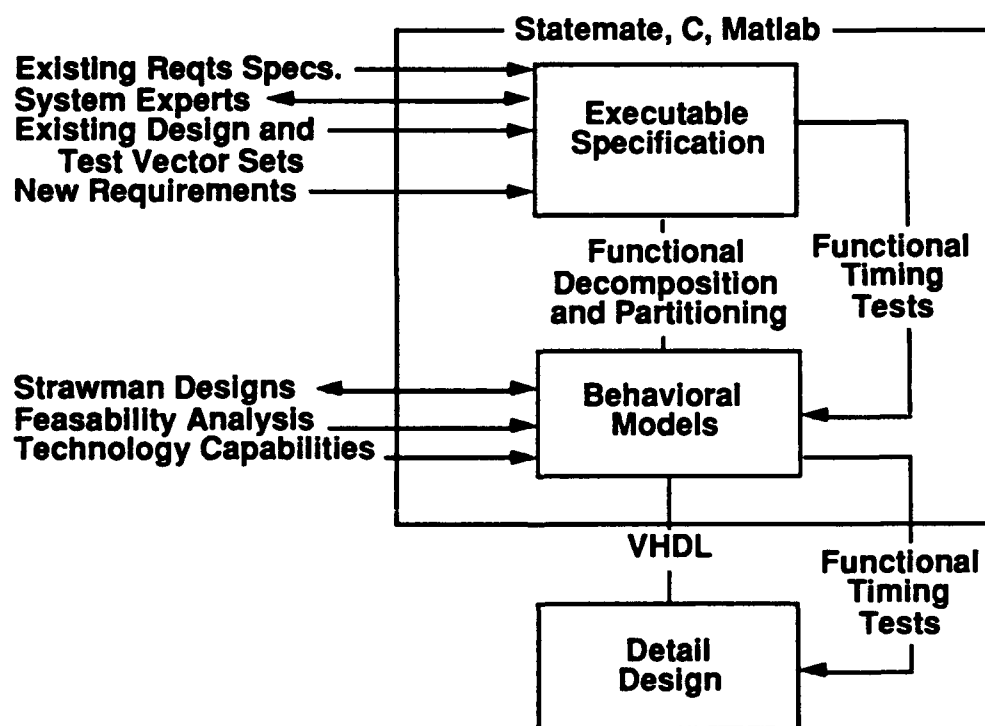 Statemate, C, Matlab
Existing Reqts Specs.
System Experts
Existing Design and
Test Vector Sets
New Requirements
Executable
Specification
Functional
Decomposition
and Partitioning
Functional
Timing
Tests
Strawman Designs
Feasability Analysis
Technology Capabilities
Behavioral
Models
VHDL
Functional
Timing
Tests
Detail
Design